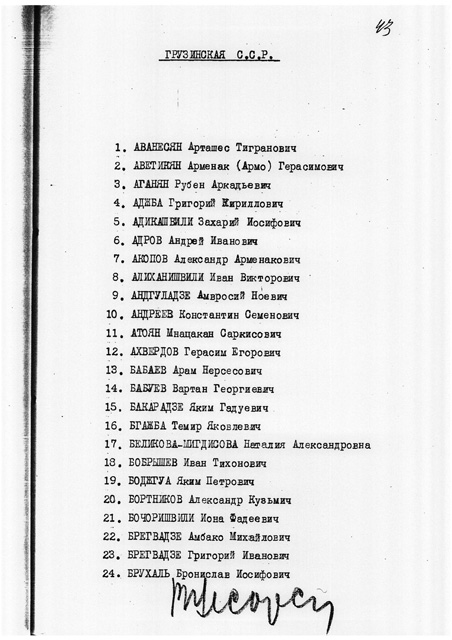 43
ГРУЗИНСКАЯ С.С.Р.
1. АВАНЕСЯН Арташес Тигранович
2. АВЕТИКЯН Арменак (Армо) Герасимович
3. АГАНЯН Рубен Аркадьевич
4. АДЖБА Григорий Кириллович
5. АДИКАШВИЛИ Захарий Иосифович
6. АДРОВ Андрей Иванович
7. АКОПОВ Александр Арменакович
8. АЛИХАНИШВИЛИ Иван Викторович
9. АНДГУЛАДЗЕ Амвросий Ноевич
10. АНДРЕЕВ Константин Семенович
11. АТОЯН Мнацакан Саркисович
12. АХВЕРДОВ Герасим Егорович
13. БАБАЕВ Арам Нерсесович
14. БАБУЕВ Вартан Георгиевич
15. БАКАРАДЗЕ Яким Гадуевич
16. БГАЖБА Темир Яковлевич
17. БЕЛИКОВА-МИГДИСОВА Наталия Александровна
18. БОБРЫШЕВ Иван Тихонович
19. БОДЖГУА Яким Петрович
20. БОРТНИКОВ Александр Кузьмич
21. БОЧОРИШВИЛИ Иона Фадеевич
22. БРЕГВАДЗЕ Амбако Михайлович
23. БРЕГВАДЗЕ Григорий Иванович
24. БРУХАЛЬ Бронислав Иосифович